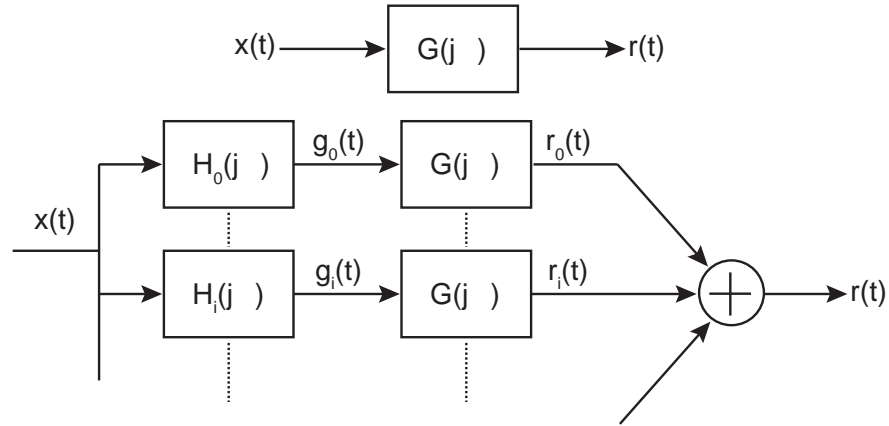 x(t) G(j ) r(t)
H₀(j ) g₀(t) G(j ) r₀(t)
x(t)
Hᵢ(j ) gᵢ(t) G(j ) rᵢ(t) r(t)